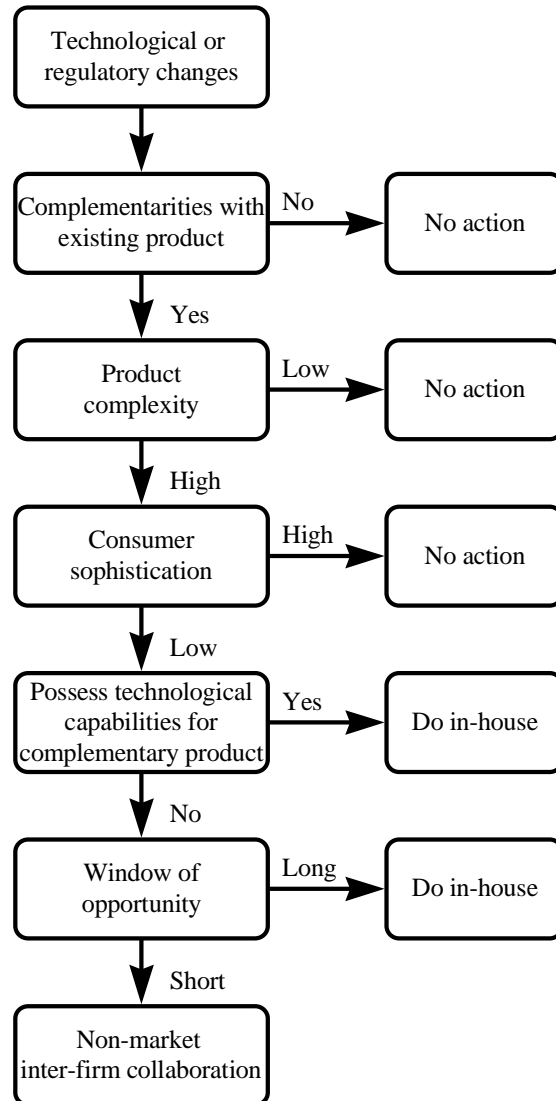 Technological or
regulatory changes
Complementarities with
existing product
No
No action
Yes
Product
complexity
Low
No action
High
Consumer
sophistication
High
No action
Low
Possess technological
capabilities for
complementary product
Yes
Do in-house
No
Window of
opportunity
Long
Do in-house
Short
Non-market
inter-firm collaboration